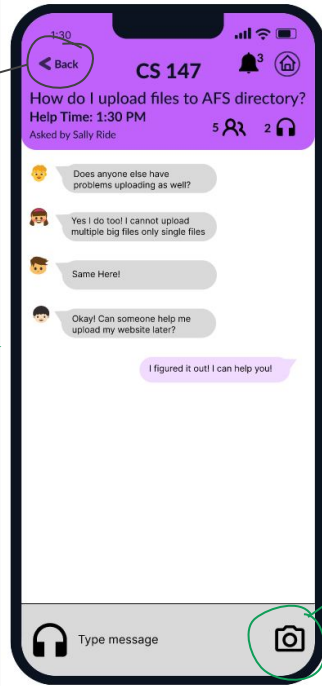 1:30
Back
CS 147
3
How do I upload files to AFS directory?
Help Time: 1:30 PM
Asked by Sally Ride
5
2
Does anyone else have
problems uploading as well?
Yes I do too! I cannot upload
multiple big files only single files
Same Here!
Okay! Can someone help me
upload my website later?
I figured it out! I can help you!
Type message